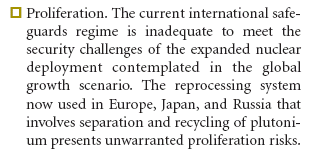 Proliferation. The current international safe-
guards regime is inadequate to meet the
security challenges of the expanded nuclear
deployment contemplated in the global
growth scenario. The reprocessing system
now used in Europe, Japan, and Russia that
involves separation and recycling of plutoni-
um presents unwarranted proliferation risks.